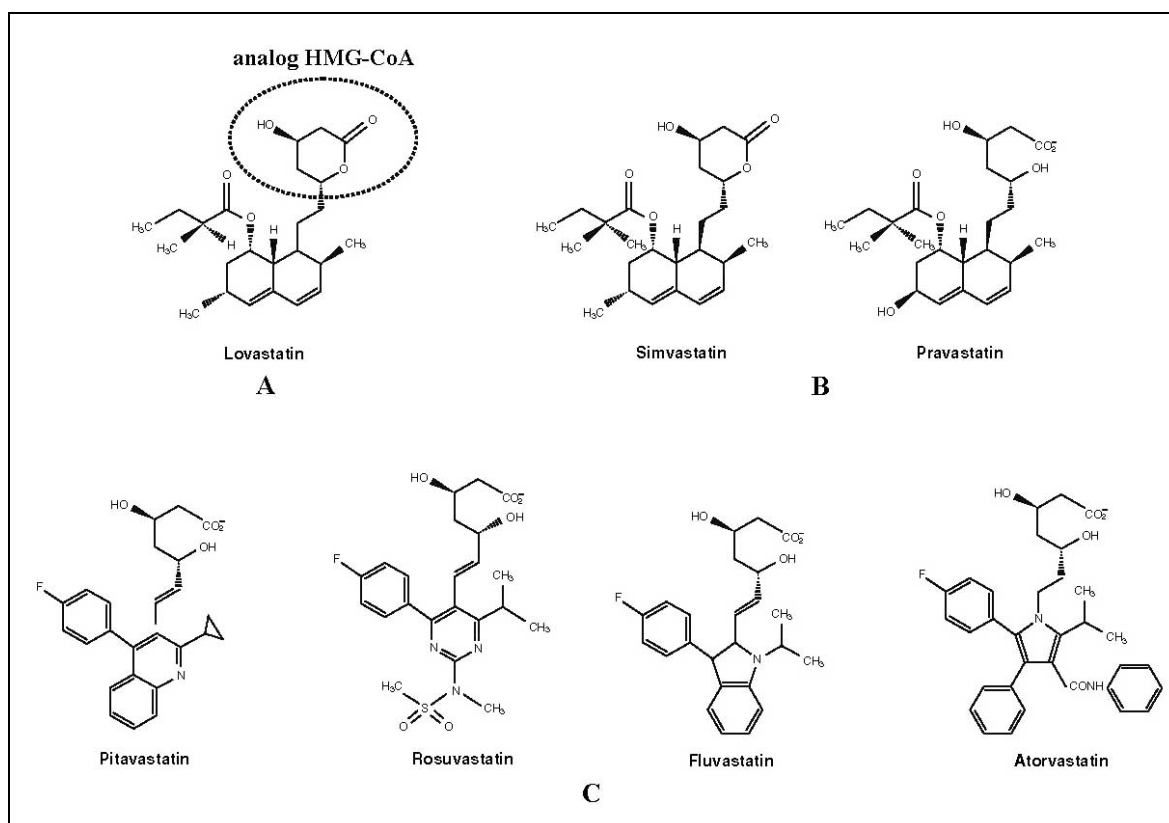 analog HMG-CoA
HO
O
O
O
O
H
H₃C
H₃C
H
CH₃
H₃C
Lovastatin
A
HO
O
O
O
O
H
H₃C
H₃C
CH₃
CH₃
H₃C
Simvastatin
HO
CO₂⁻
OH
O
O
H
H₃C
H₃C
CH₃
CH₃
HO
Pravastatin
B
HO
CO₂⁻
OH
F
N
Pitavastatin
HO
CO₂⁻
OH
F
CH₃
CH₃
N
N
H₃C
N
S
CH₃
O
O
Rosuvastatin
HO
CO₂⁻
OH
F
CH₃
N
CH₃
Fluvastatin
HO
CO₂⁻
OH
F
N
CH₃
CH₃
CONH
Atorvastatin
C